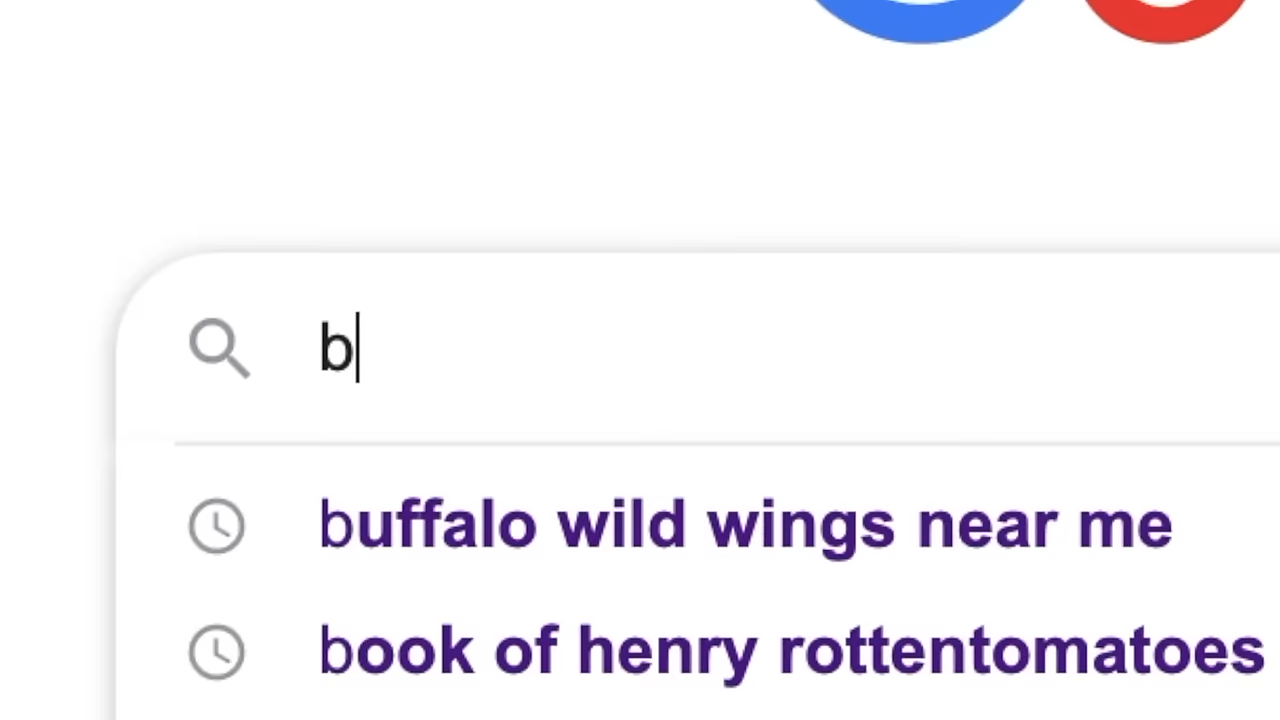 b
buffalo wild wings near me
book of henry rottentomatoes